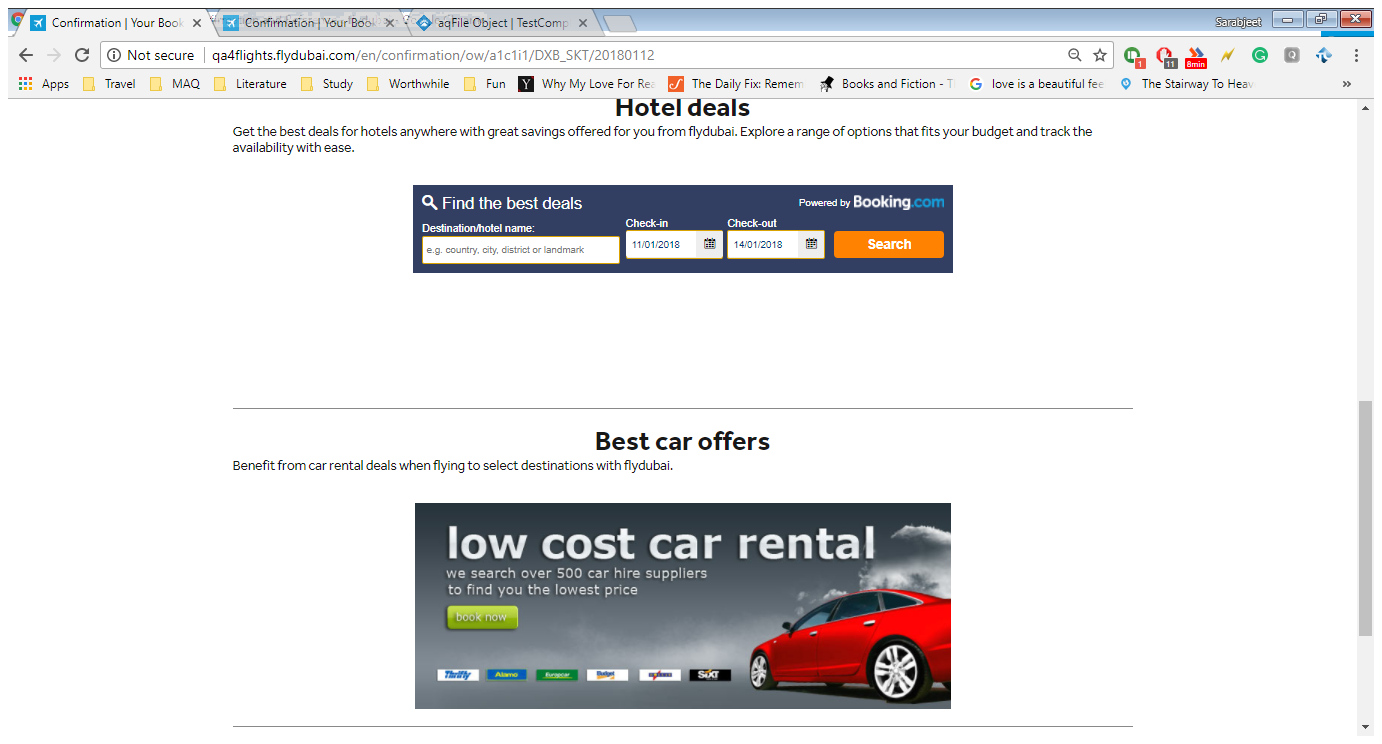 Confirmation | Your Book
Confirmation | Your Book
aqFile Object | TestComp
Sarabjeet
Not secure
qa4flights.flydubai.com/en/confirmation/ow/a1c1i1/DXB_SKT/20180112
1
11
8min
Apps
Travel
MAQ
Literature
Study
Worthwhile
Fun
Why My Love For Rea
The Daily Fix: Remem
Books and Fiction - T
love is a beautiful fee
The Stairway To Heav
Hotel deals
Get the best deals for hotels anywhere with great savings offered for you from flydubai. Explore a range of options that fits your budget and track the
availability with ease.
Find the best deals
Powered by Booking.com
Destination/hotel name:
Check-in
Check-out
e.g. country, city, district or landmark
11/01/2018
14/01/2018
Search
Best car offers
Benefit from car rental deals when flying to select destinations with flydubai.
low cost car rental
we search over 500 car hire suppliers
to find you the lowest price
book now
Thrifty
Alamo
Europcar
Budget
SiXT